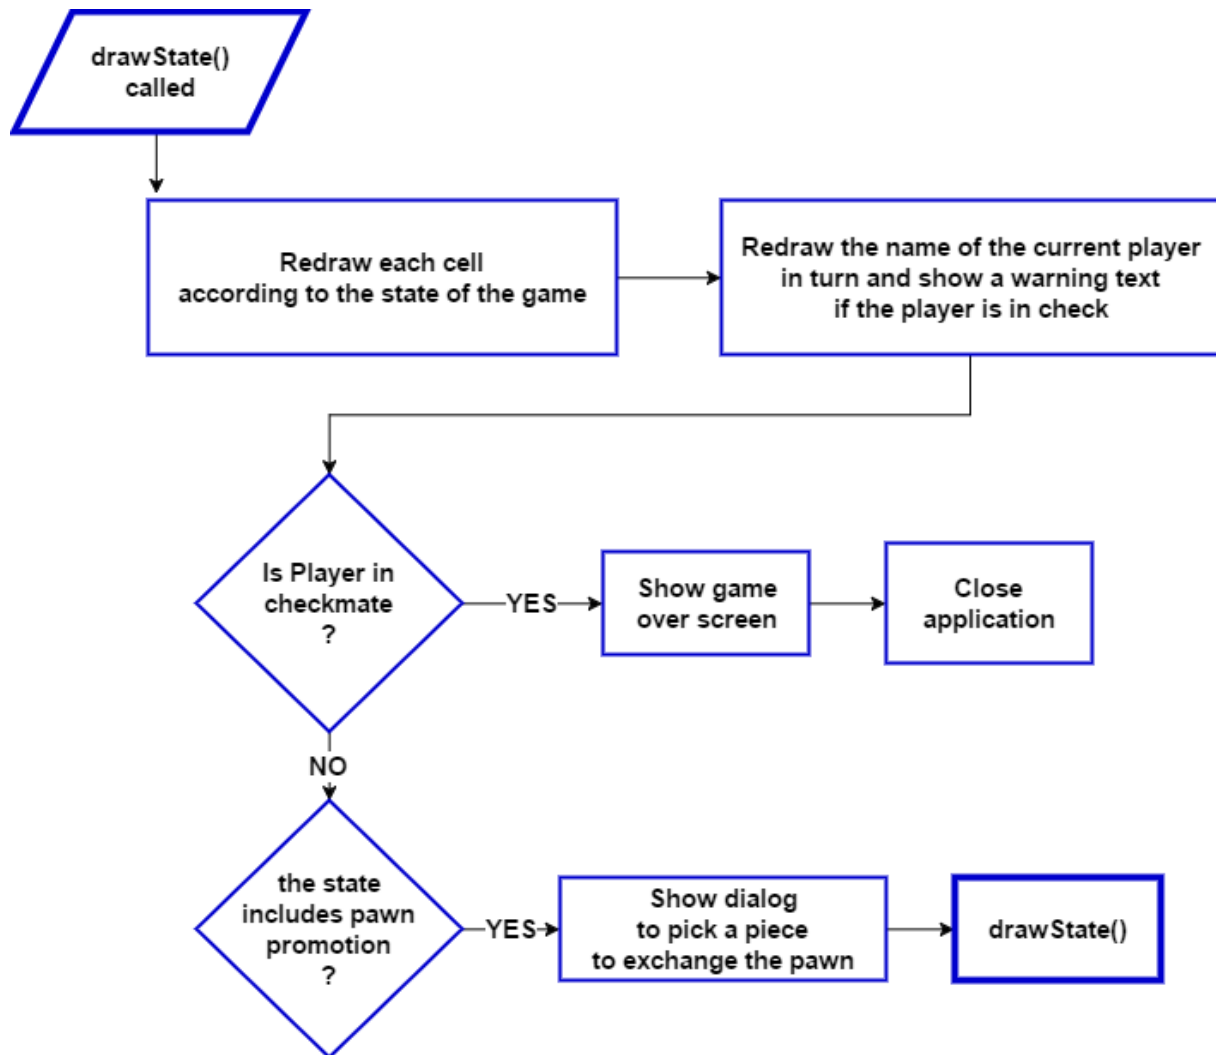 drawState()
called
Redraw each cell
according to the state of the game
Redraw the name of the current player
in turn and show a warning text
if the player is in check
Is Player in
checkmate
?
YES
Show game
over screen
Close
application
NO
the state
includes pawn
promotion
?
YES
Show dialog
to pick a piece
to exchange the pawn
drawState()